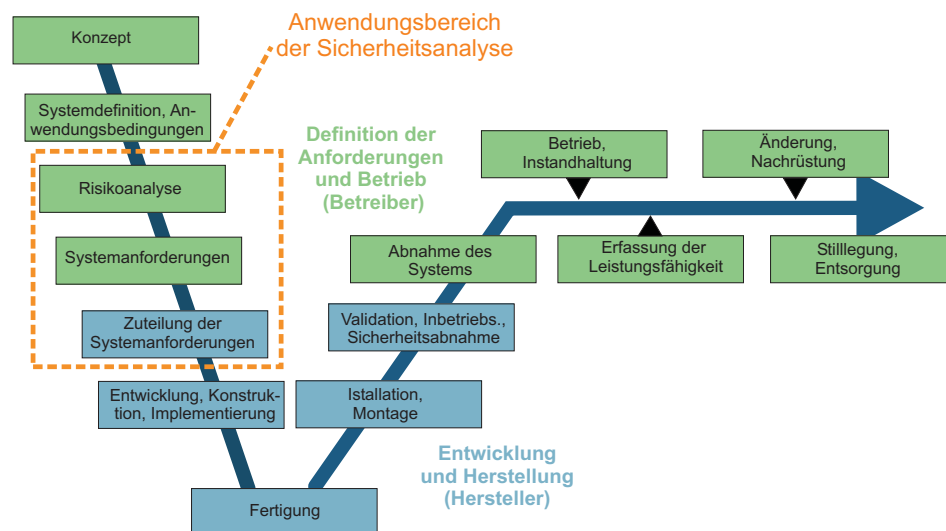 Konzept
Anwendungsbereich
der Sicherheitsanalyse
Systemdefinition, An-
wendungsbedingungen
Risikoanalyse
Systemanforderungen
Zuteilung der
Systemanforderungen
Entwicklung, Konstruk-
tion, Implementierung
Fertigung
Definition der
Anforderungen
und Betrieb
(Betreiber)
Abnahme des
Systems
Validation, Inbetriebs.,
Sicherheitsabnahme
Istallation,
Montage
Entwicklung
und Herstellung
(Hersteller)
Betrieb,
Instandhaltung
Änderung,
Nachrüstung
Erfassung der
Leistungsfähigkeit
Stilllegung,
Entsorgung